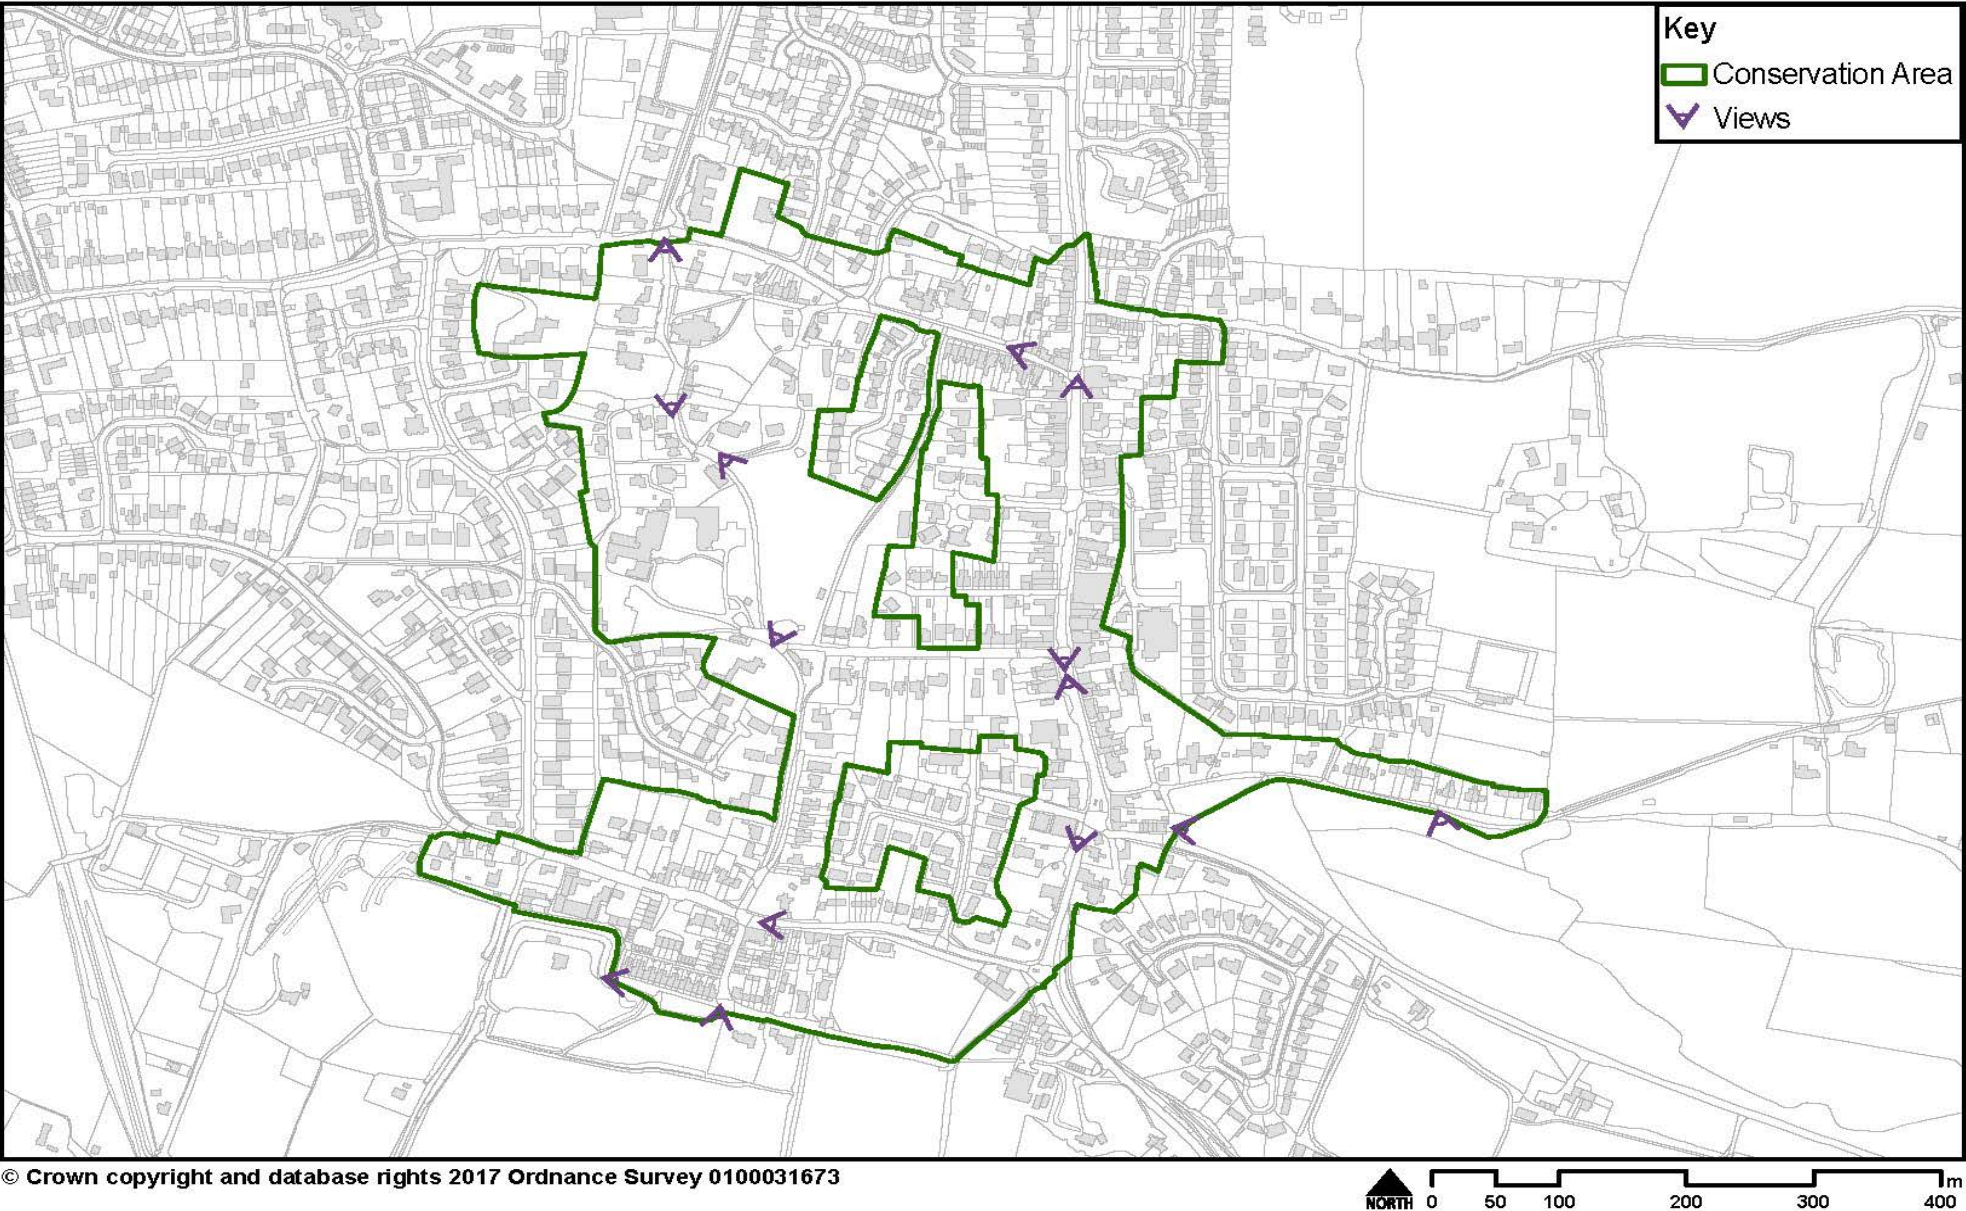 Key
Conservation Area
Views
© Crown copyright and database rights 2017 Ordnance Survey 0100031673
NORTH
0 50 100 200 300 400 m